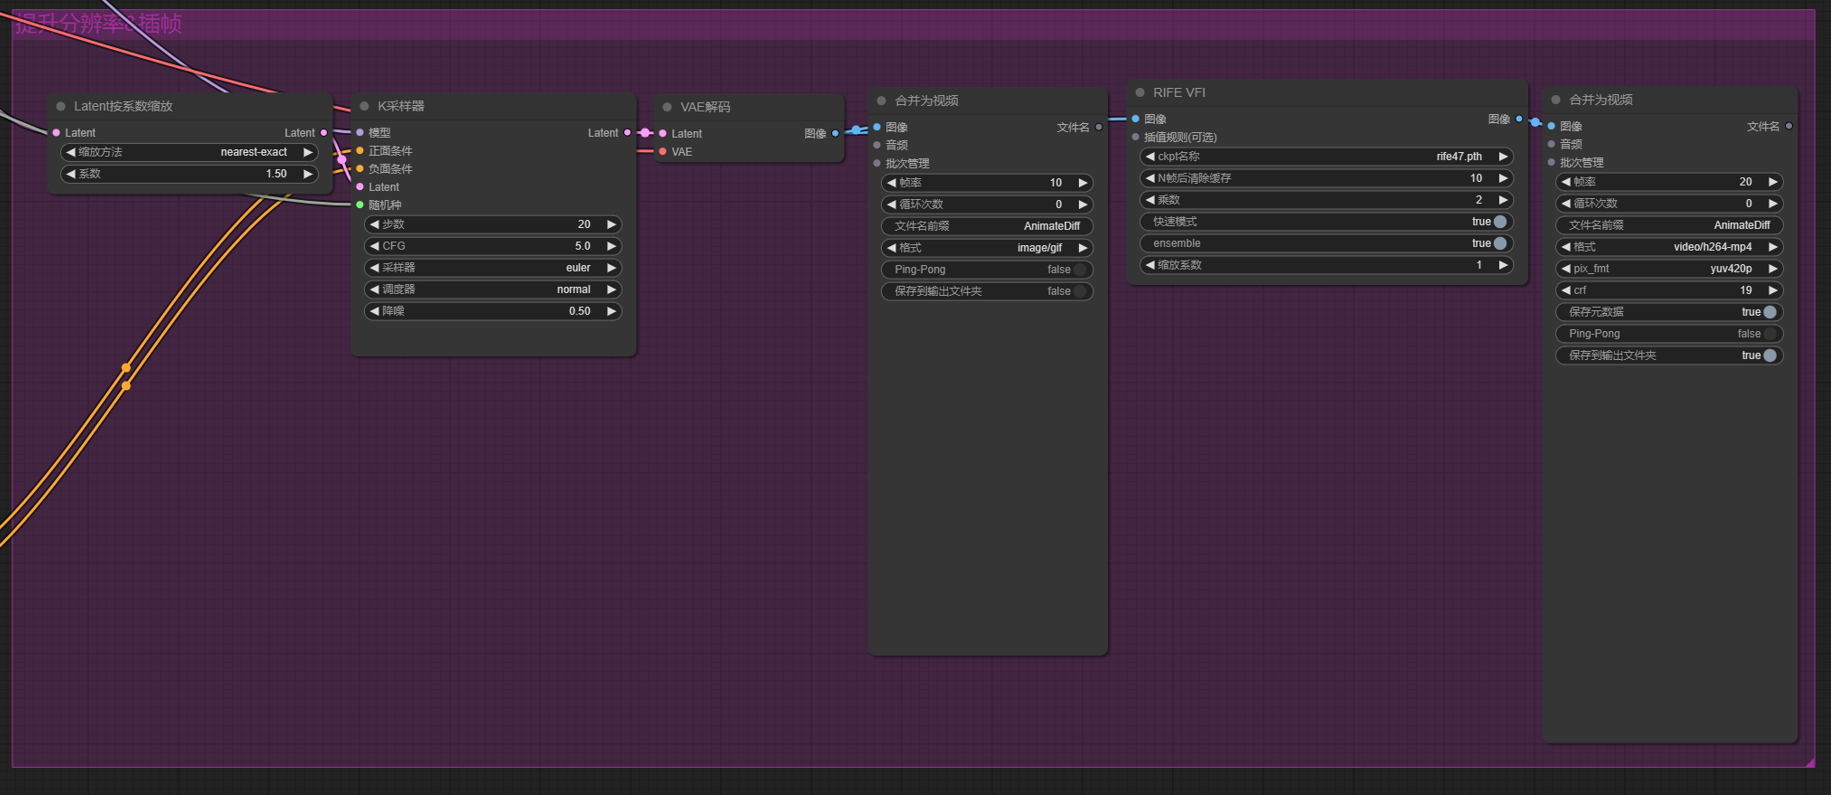 提升分辨率&插帧
Latent按系数缩放
Latent Latent
缩放方法 nearest-exact
系数 1.50
K采样器
模型 Latent
正面条件
负面条件
Latent
随机种
步数 20
CFG 5.0
采样器 euler
调度器 normal
降噪 0.50
VAE解码
Latent 图像
VAE
合并为视频
图像 文件名
音频
批次管理
帧率 10
循环次数 0
文件名前缀 AnimateDiff
格式 image/gif
Ping-Pong false
保存到输出文件夹 false
RIFE VFI
图像 图像
插值规则(可选)
ckpt名称 rife47.pth
N帧后清除缓存 10
乘数 2
快速模式 true
ensemble true
缩放系数 1
合并为视频
图像 文件名
音频
批次管理
帧率 20
循环次数 0
文件名前缀 AnimateDiff
格式 video/h264-mp4
pix_fmt yuv420p
crf 19
保存元数据 true
Ping-Pong false
保存到输出文件夹 true